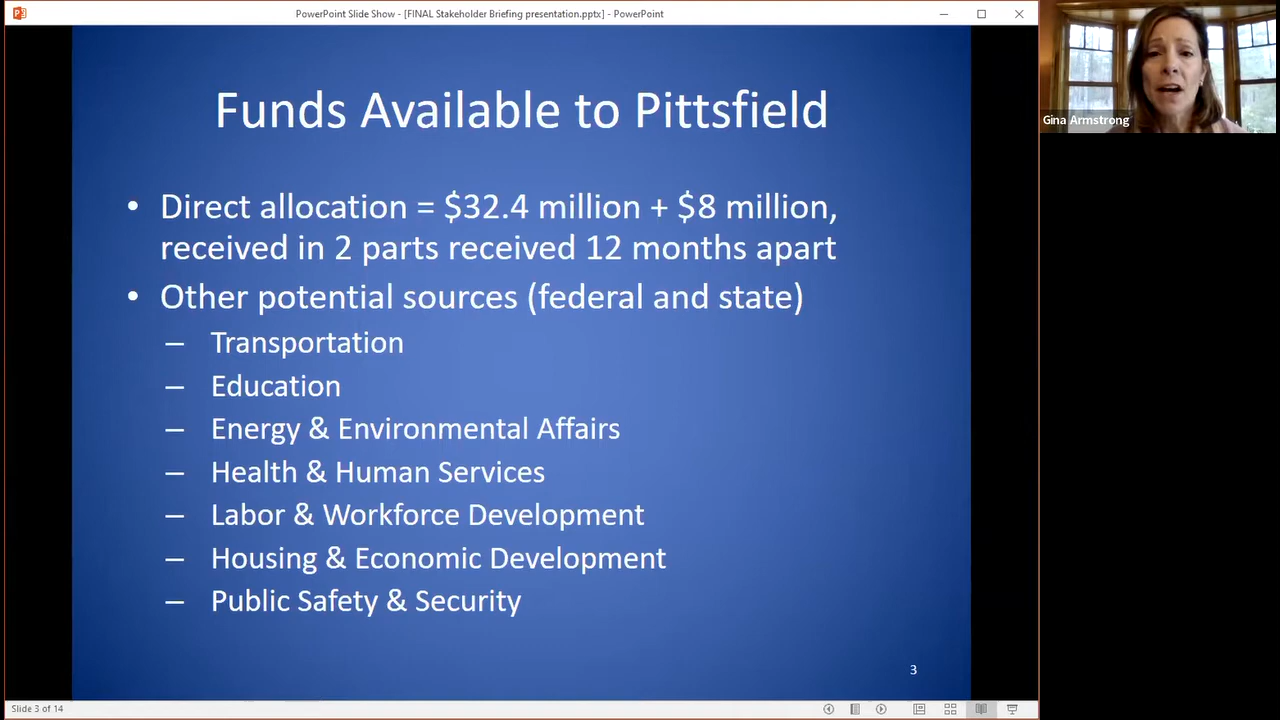 PowerPoint Slide Show - [FINAL Stakeholder Briefing presentation.pptx] - PowerPoint
Gina Armstrong
Funds Available to Pittsfield
• Direct allocation = $32.4 million + $8 million,
received in 2 parts received 12 months apart
• Other potential sources (federal and state)
– Transportation
– Education
– Energy & Environmental Affairs
– Health & Human Services
– Labor & Workforce Development
– Housing & Economic Development
– Public Safety & Security
3
Slide 3 of 14